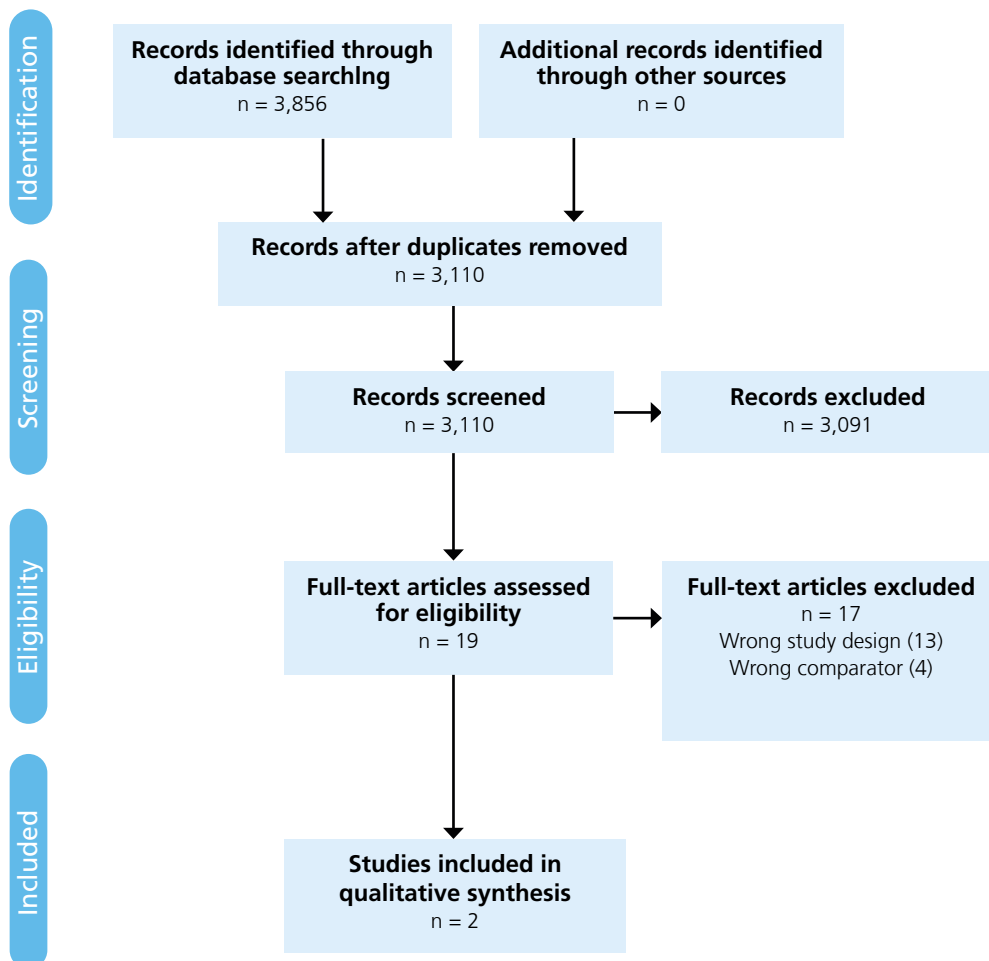 Identification
Records identified through
database searchlng
n = 3,856
Additional records identified
through other sources
n = 0
Records after duplicates removed
n = 3,110
Screening
Records screened
n = 3,110
Records excluded
n = 3,091
Eligibility
Full-text articles assessed
for eligibility
n = 19
Full-text articles excluded
n = 17
Wrong study design (13)
Wrong comparator (4)
Included
Studies included in
qualitative synthesis
n = 2